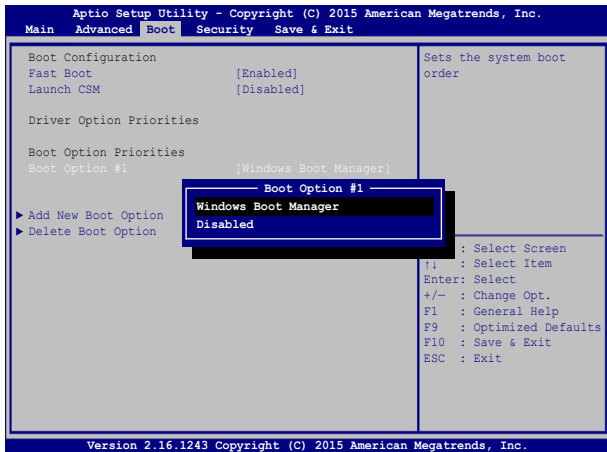 Aptio Setup Utility - Copyright (C) 2015 American Megatrends, Inc.
Main Advanced Boot Security Save & Exit
Boot Configuration
Fast Boot [Enabled]
Launch CSM [Disabled]
Driver Option Priorities
Boot Option Priorities
Boot Option #1 [Windows Boot Manager]
Add New Boot Option
Delete Boot Option
Boot Option #1
Windows Boot Manager
Disabled
Sets the system boot
order
: Select Screen
↑↓ : Select Item
Enter: Select
+/— : Change Opt.
F1 : General Help
F9 : Optimized Defaults
F10 : Save & Exit
ESC : Exit
Version 2.16.1243 Copyright (C) 2015 American Megatrends, Inc.